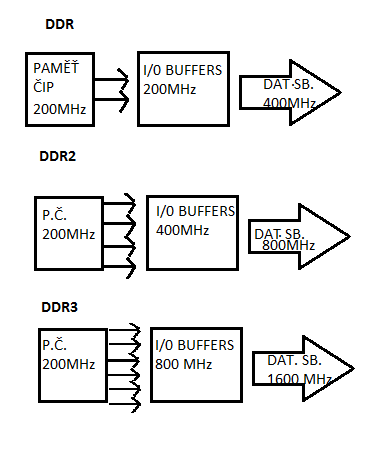 DDR
PAMĚŤ
ČIP
200MHz
I/0 BUFFERS
200MHz
DAT·SB.
400MHz
DDR2
P.Č.
200MHz
I/0 BUFFERS
400MHz
DAT. SB.
800MHz
DDR3
P.Č.
200MHz
I/0 BUFFERS
800 MHz
DAT. SB.
1600 MHz